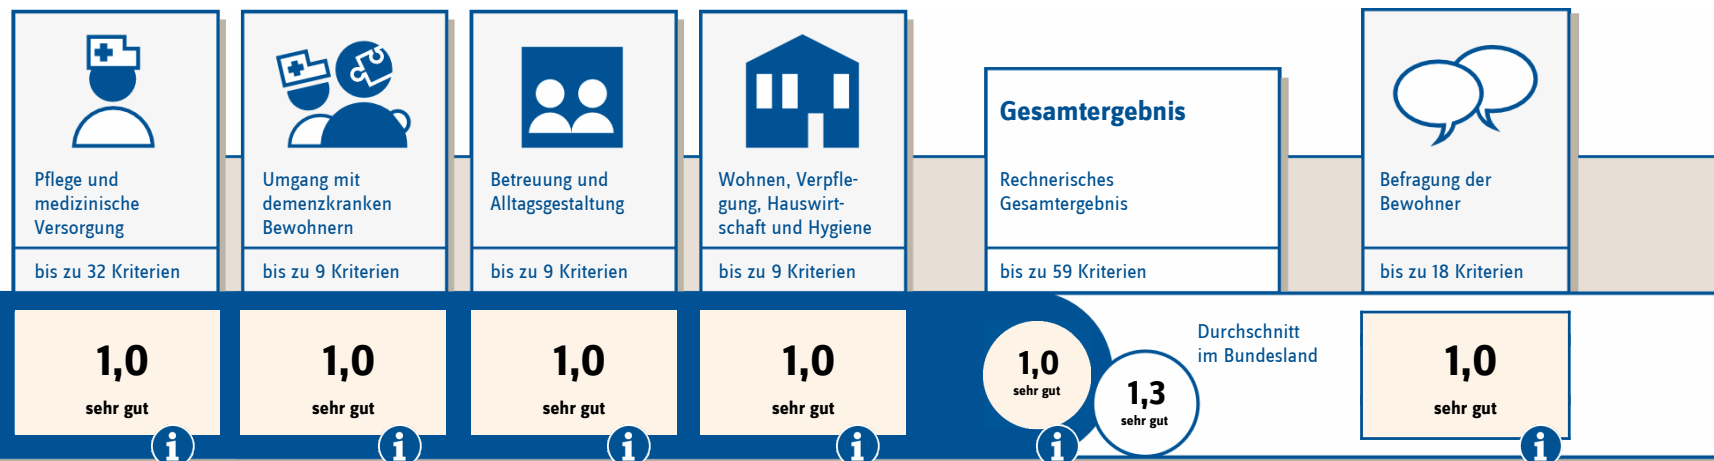 Pflege und
medizinische
Versorgung
bis zu 32 Kriterien
1,0
sehr gut
i
Umgang mit
demenzkranken
Bewohnern
bis zu 9 Kriterien
1,0
sehr gut
i
Betreuung und
Alltagsgestaltung
bis zu 9 Kriterien
1,0
sehr gut
i
Wohnen, Verpfle-
gung, Hauswirt-
schaft und Hygiene
bis zu 9 Kriterien
1,0
sehr gut
i
Gesamtergebnis
Rechnerisches
Gesamtergebnis
bis zu 59 Kriterien
1,0
sehr gut
i
1,3
sehr gut
Durchschnitt
im Bundesland
Befragung der
Bewohner
bis zu 18 Kriterien
1,0
sehr gut
i